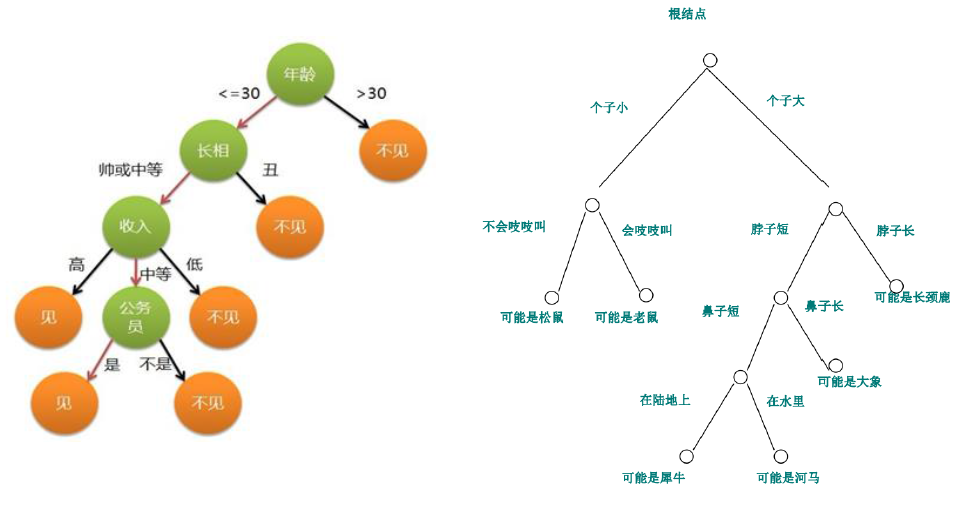 年龄
<=30
>30
长相
不见
帅或中等
丑
收入
不见
高
中等
低
见
公务
员
不见
是
不是
见
不见
根结点
个子小
个子大
不会吱吱叫
会吱吱叫
脖子短
脖子长
可能是松鼠
可能是老鼠
鼻子短
鼻子长
可能是长颈鹿
可能是大象
在陆地上
在水里
可能是犀牛
可能是河马